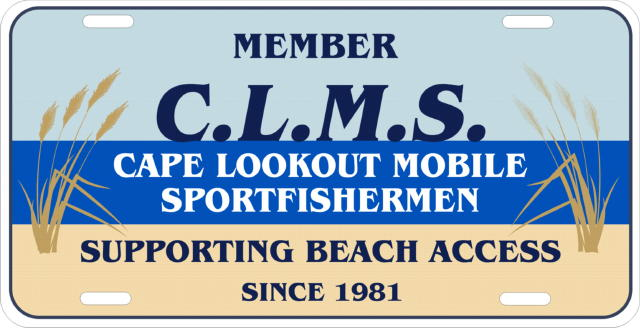 MEMBER
C.L.M.S.
CAPE LOOKOUT MOBILE
SPORTFISHERMEN
SUPPORTING BEACH ACCESS
SINCE 1981